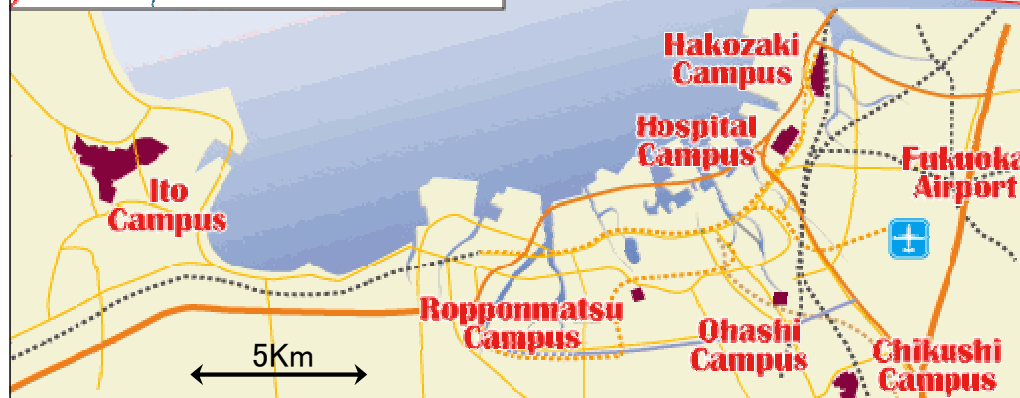 Hakozaki
Campus
Hospital
Campus
Fukuoka
Airport
Ito
Campus
Ropponmatsu
Campus
Ohashi
Campus
Chikushi
Campus
5Km